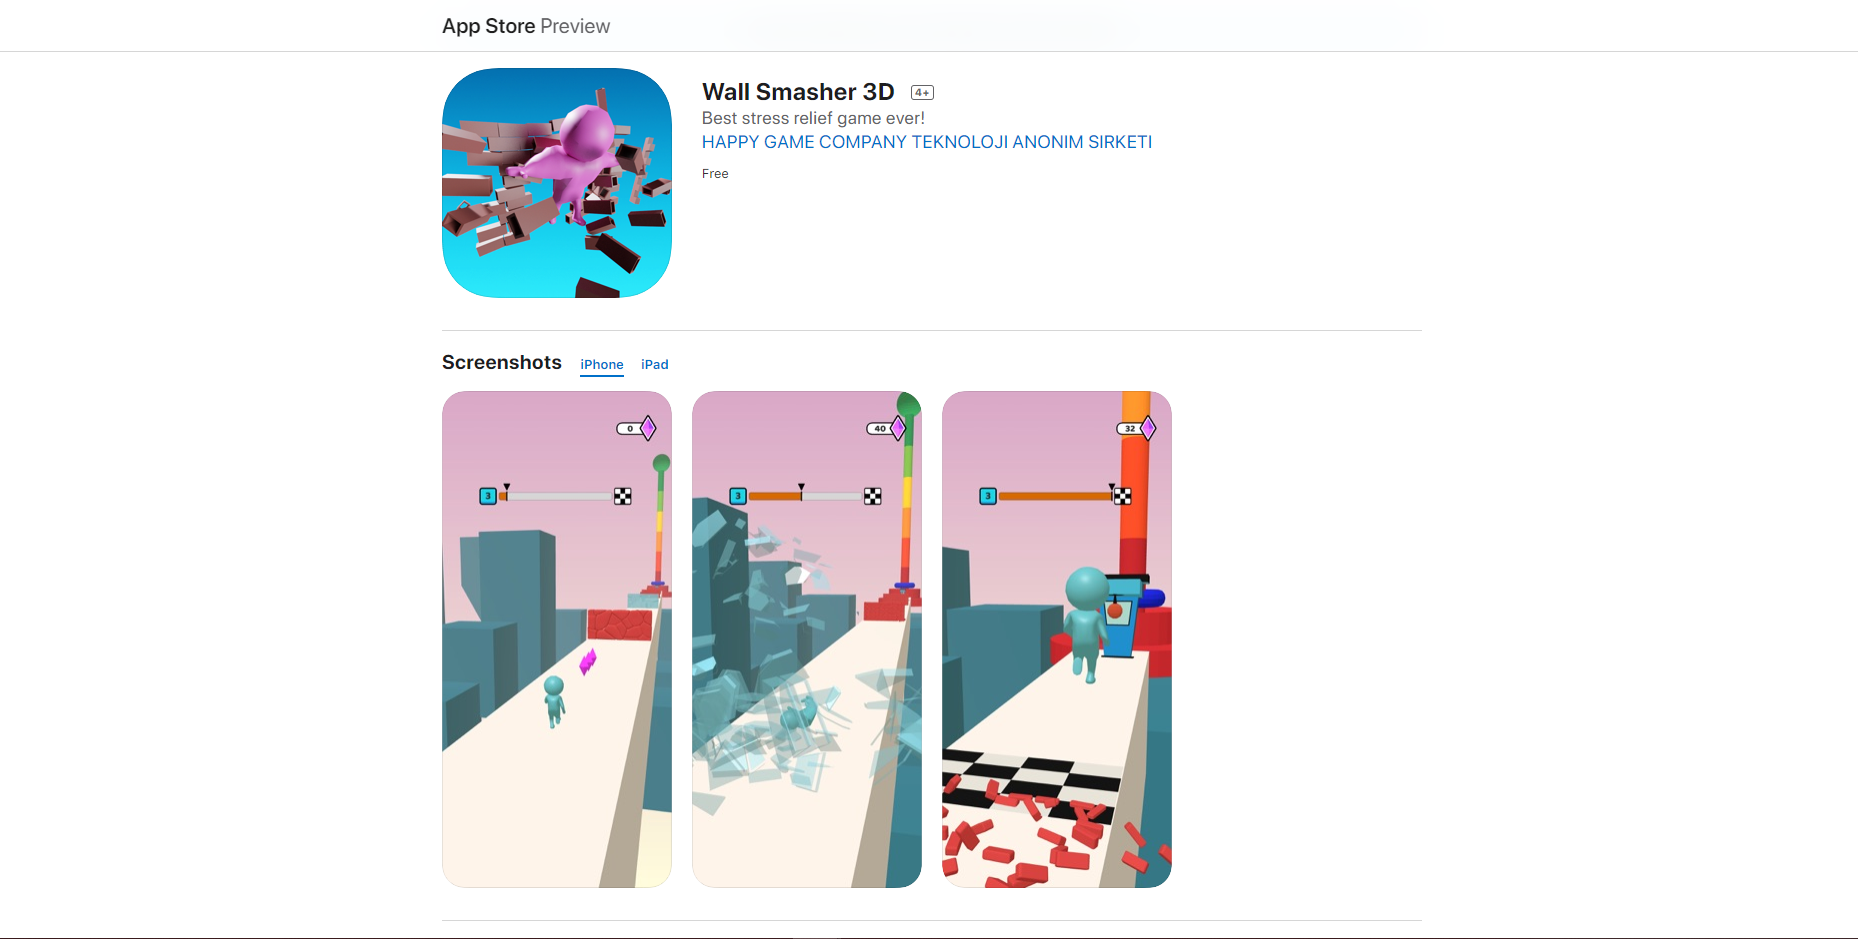 App Store Preview
Wall Smasher 3D 4+
Best stress relief game ever!
HAPPY GAME COMPANY TEKNOLOJI ANONIM SIRKETI
Free
Screenshots iPhone iPad
0
3
40
3
32
3